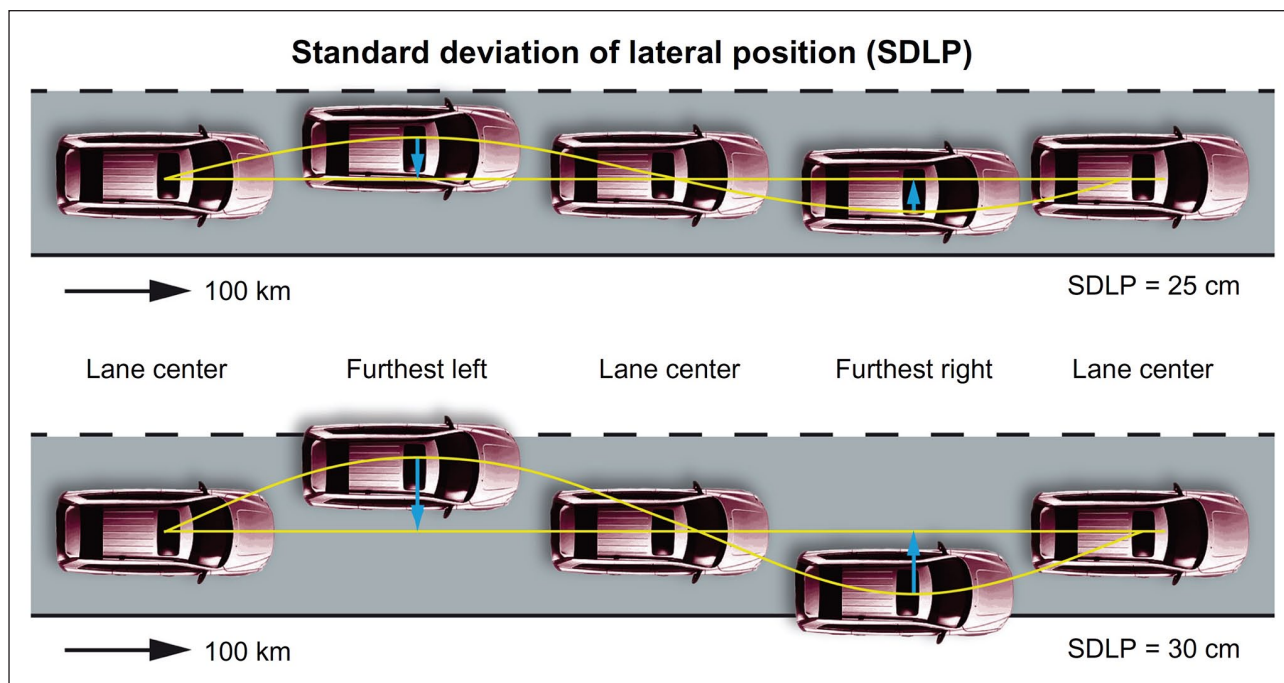 Standard deviation of lateral position (SDLP)
100 km
SDLP = 25 cm
Lane center
Furthest left
Lane center
Furthest right
Lane center
100 km
SDLP = 30 cm